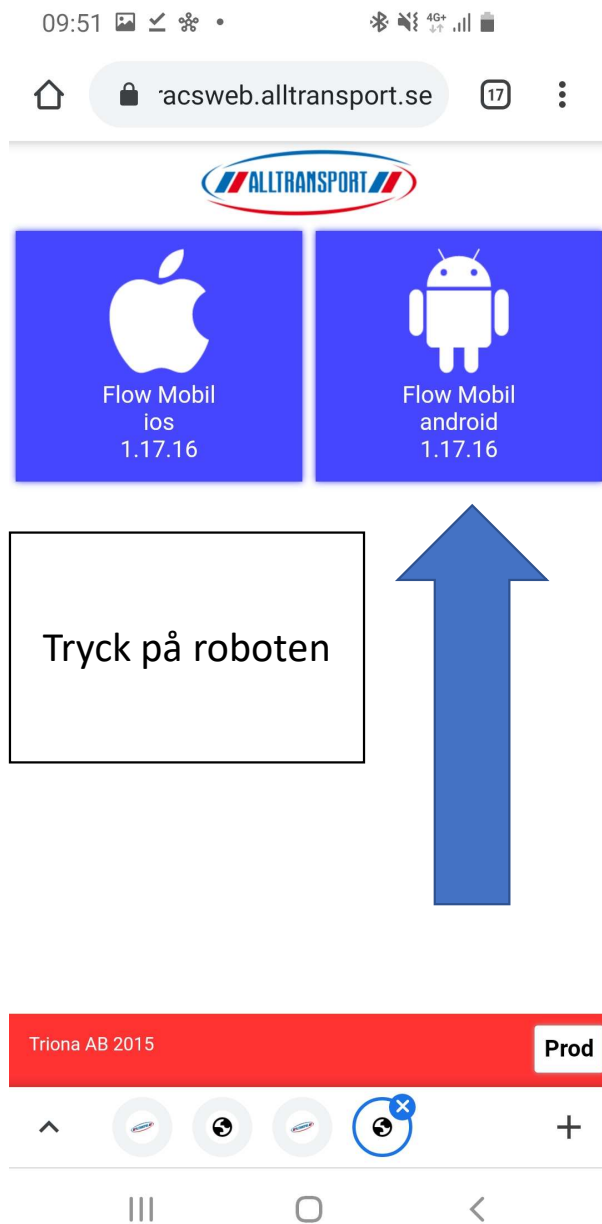 09:51
4G+
racsweb.alltransport.se
17
ALLTRANSPORT
Flow Mobil
ios
1.17.16
Flow Mobil
android
1.17.16
Tryck på roboten
Triona AB 2015
Prod